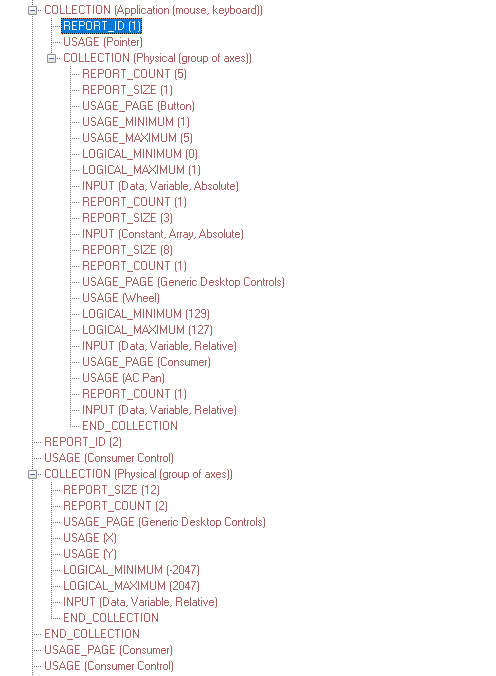 COLLECTION (Application (mouse, keyboard))
REPORT_ID (1)
USAGE (Pointer)
COLLECTION (Physical (group of axes))
REPORT_COUNT (5)
REPORT_SIZE (1)
USAGE_PAGE (Button)
USAGE_MINIMUM (1)
USAGE_MAXIMUM (5)
LOGICAL_MINIMUM (0)
LOGICAL_MAXIMUM (1)
INPUT (Data, Variable, Absolute)
REPORT_COUNT (1)
REPORT_SIZE (3)
INPUT (Constant, Array, Absolute)
REPORT_SIZE (8)
REPORT_COUNT (1)
USAGE_PAGE (Generic Desktop Controls)
USAGE (Wheel)
LOGICAL_MINIMUM (129)
LOGICAL_MAXIMUM (127)
INPUT (Data, Variable, Relative)
USAGE_PAGE (Consumer)
USAGE (AC Pan)
REPORT_COUNT (1)
INPUT (Data, Variable, Relative)
END_COLLECTION
REPORT_ID (2)
USAGE (Consumer Control)
COLLECTION (Physical (group of axes))
REPORT_SIZE (12)
REPORT_COUNT (2)
USAGE_PAGE (Generic Desktop Controls)
USAGE (X)
USAGE (Y)
LOGICAL_MINIMUM (-2047)
LOGICAL_MAXIMUM (2047)
INPUT (Data, Variable, Relative)
END_COLLECTION
END_COLLECTION
USAGE_PAGE (Consumer)
USAGE (Consumer Control)